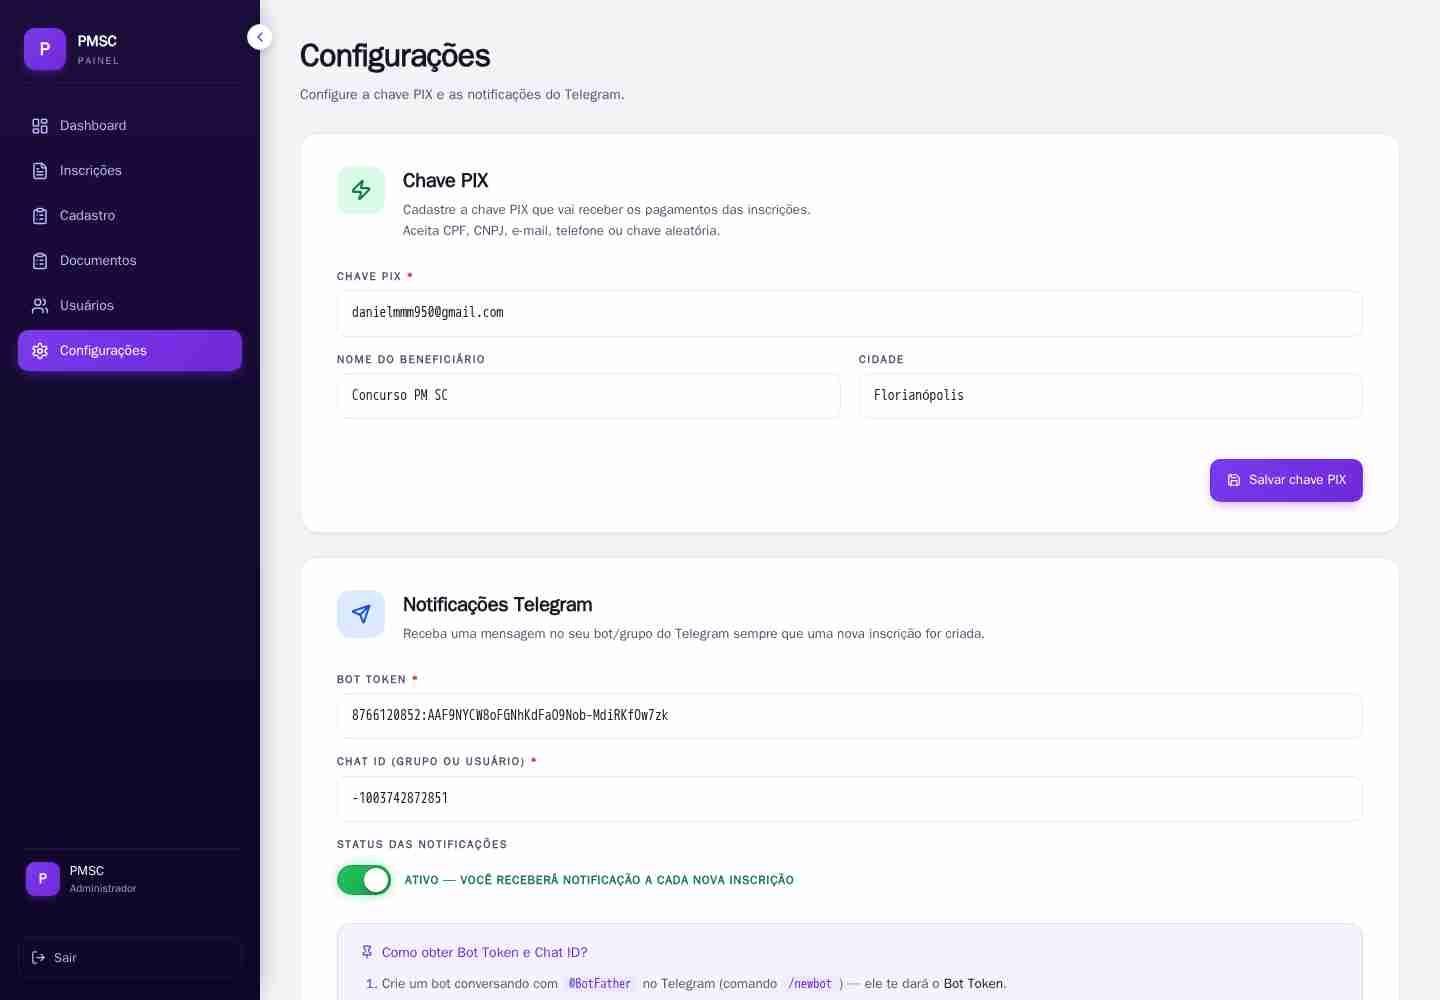 P
PMSC
PAINEL
Dashboard
Inscrições
Cadastro
Documentos
Usuários
Configurações
P
PMSC
Administrador
Sair
Configurações
Configure a chave PIX e as notificações do Telegram.
Chave PIX
Cadastre a chave PIX que vai receber os pagamentos das inscrições.
Aceita CPF, CNPJ, e-mail, telefone ou chave aleatória.
CHAVE PIX *
danielmmm950@gmail.com
NOME DO BENEFICIÁRIO
CIDADE
Concurso PM SC
Florianópolis
Salvar chave PIX
Notificações Telegram
Receba uma mensagem no seu bot/grupo do Telegram sempre que uma nova inscrição for criada.
BOT TOKEN *
8766120852:AAF9NYCW8oFGNhKdFaO9Nob-MdiRKfOw7zk
CHAT ID (GRUPO OU USUÁRIO) *
-1003742872851
STATUS DAS NOTIFICAÇÕES
ATIVO — VOCÊ RECEBERÁ NOTIFICAÇÃO A CADA NOVA INSCRIÇÃO
Como obter Bot Token e Chat ID?
1. Crie um bot conversando com @BotFather no Telegram (comando /newbot ) — ele te dará o Bot Token.